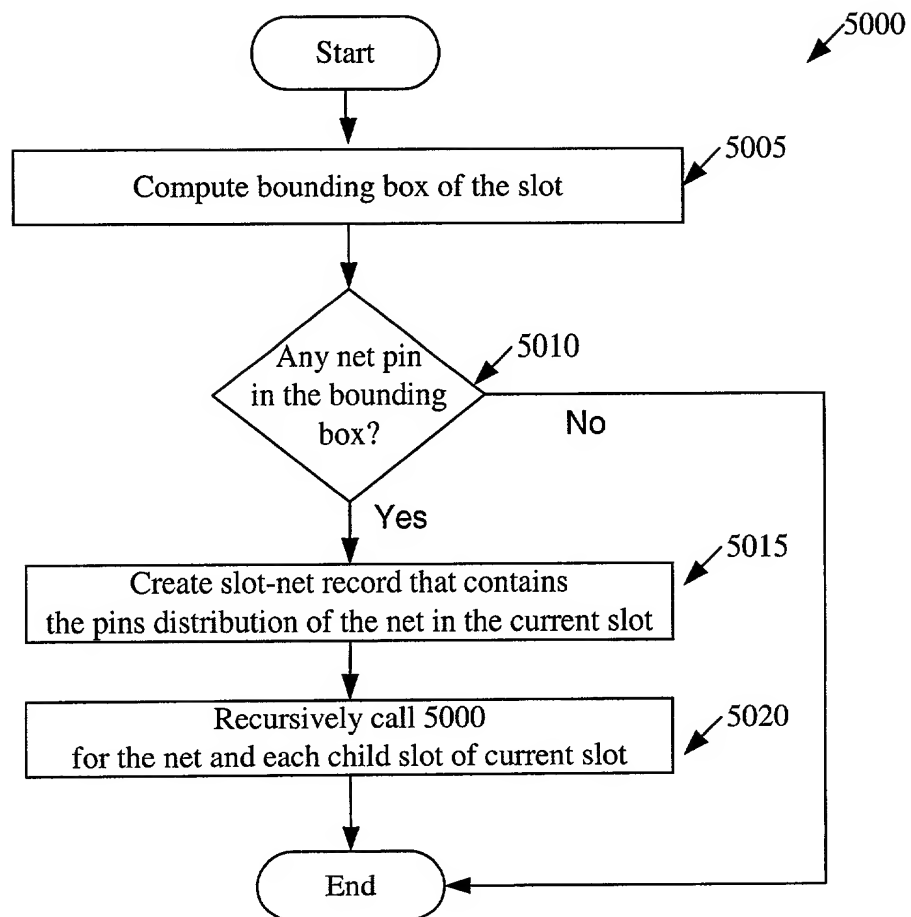 5000
Start
5005
Compute bounding box of the slot
5010
Any net pin
in the bounding
box?
No
Yes
5015
Create slot-net record that contains
the pins distribution of the net in the current slot
5020
Recursively call 5000
for the net and each child slot of current slot
End